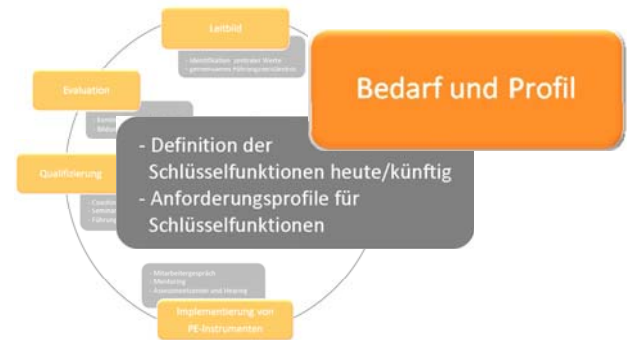 Leitbild
- Identifikation zentraler Werte
- gemeinsames Führungsverständnis
Bedarf und Profil
- Definition der
Schlüsselfunktionen heute/künftig
- Anforderungsprofile für
Schlüsselfunktionen
Evaluation
Qualifizierung
- Mitarbeitergespräch
- Mentoring
- Assessmentcenter und Hearing
Implementierung von
PE-Instrumenten